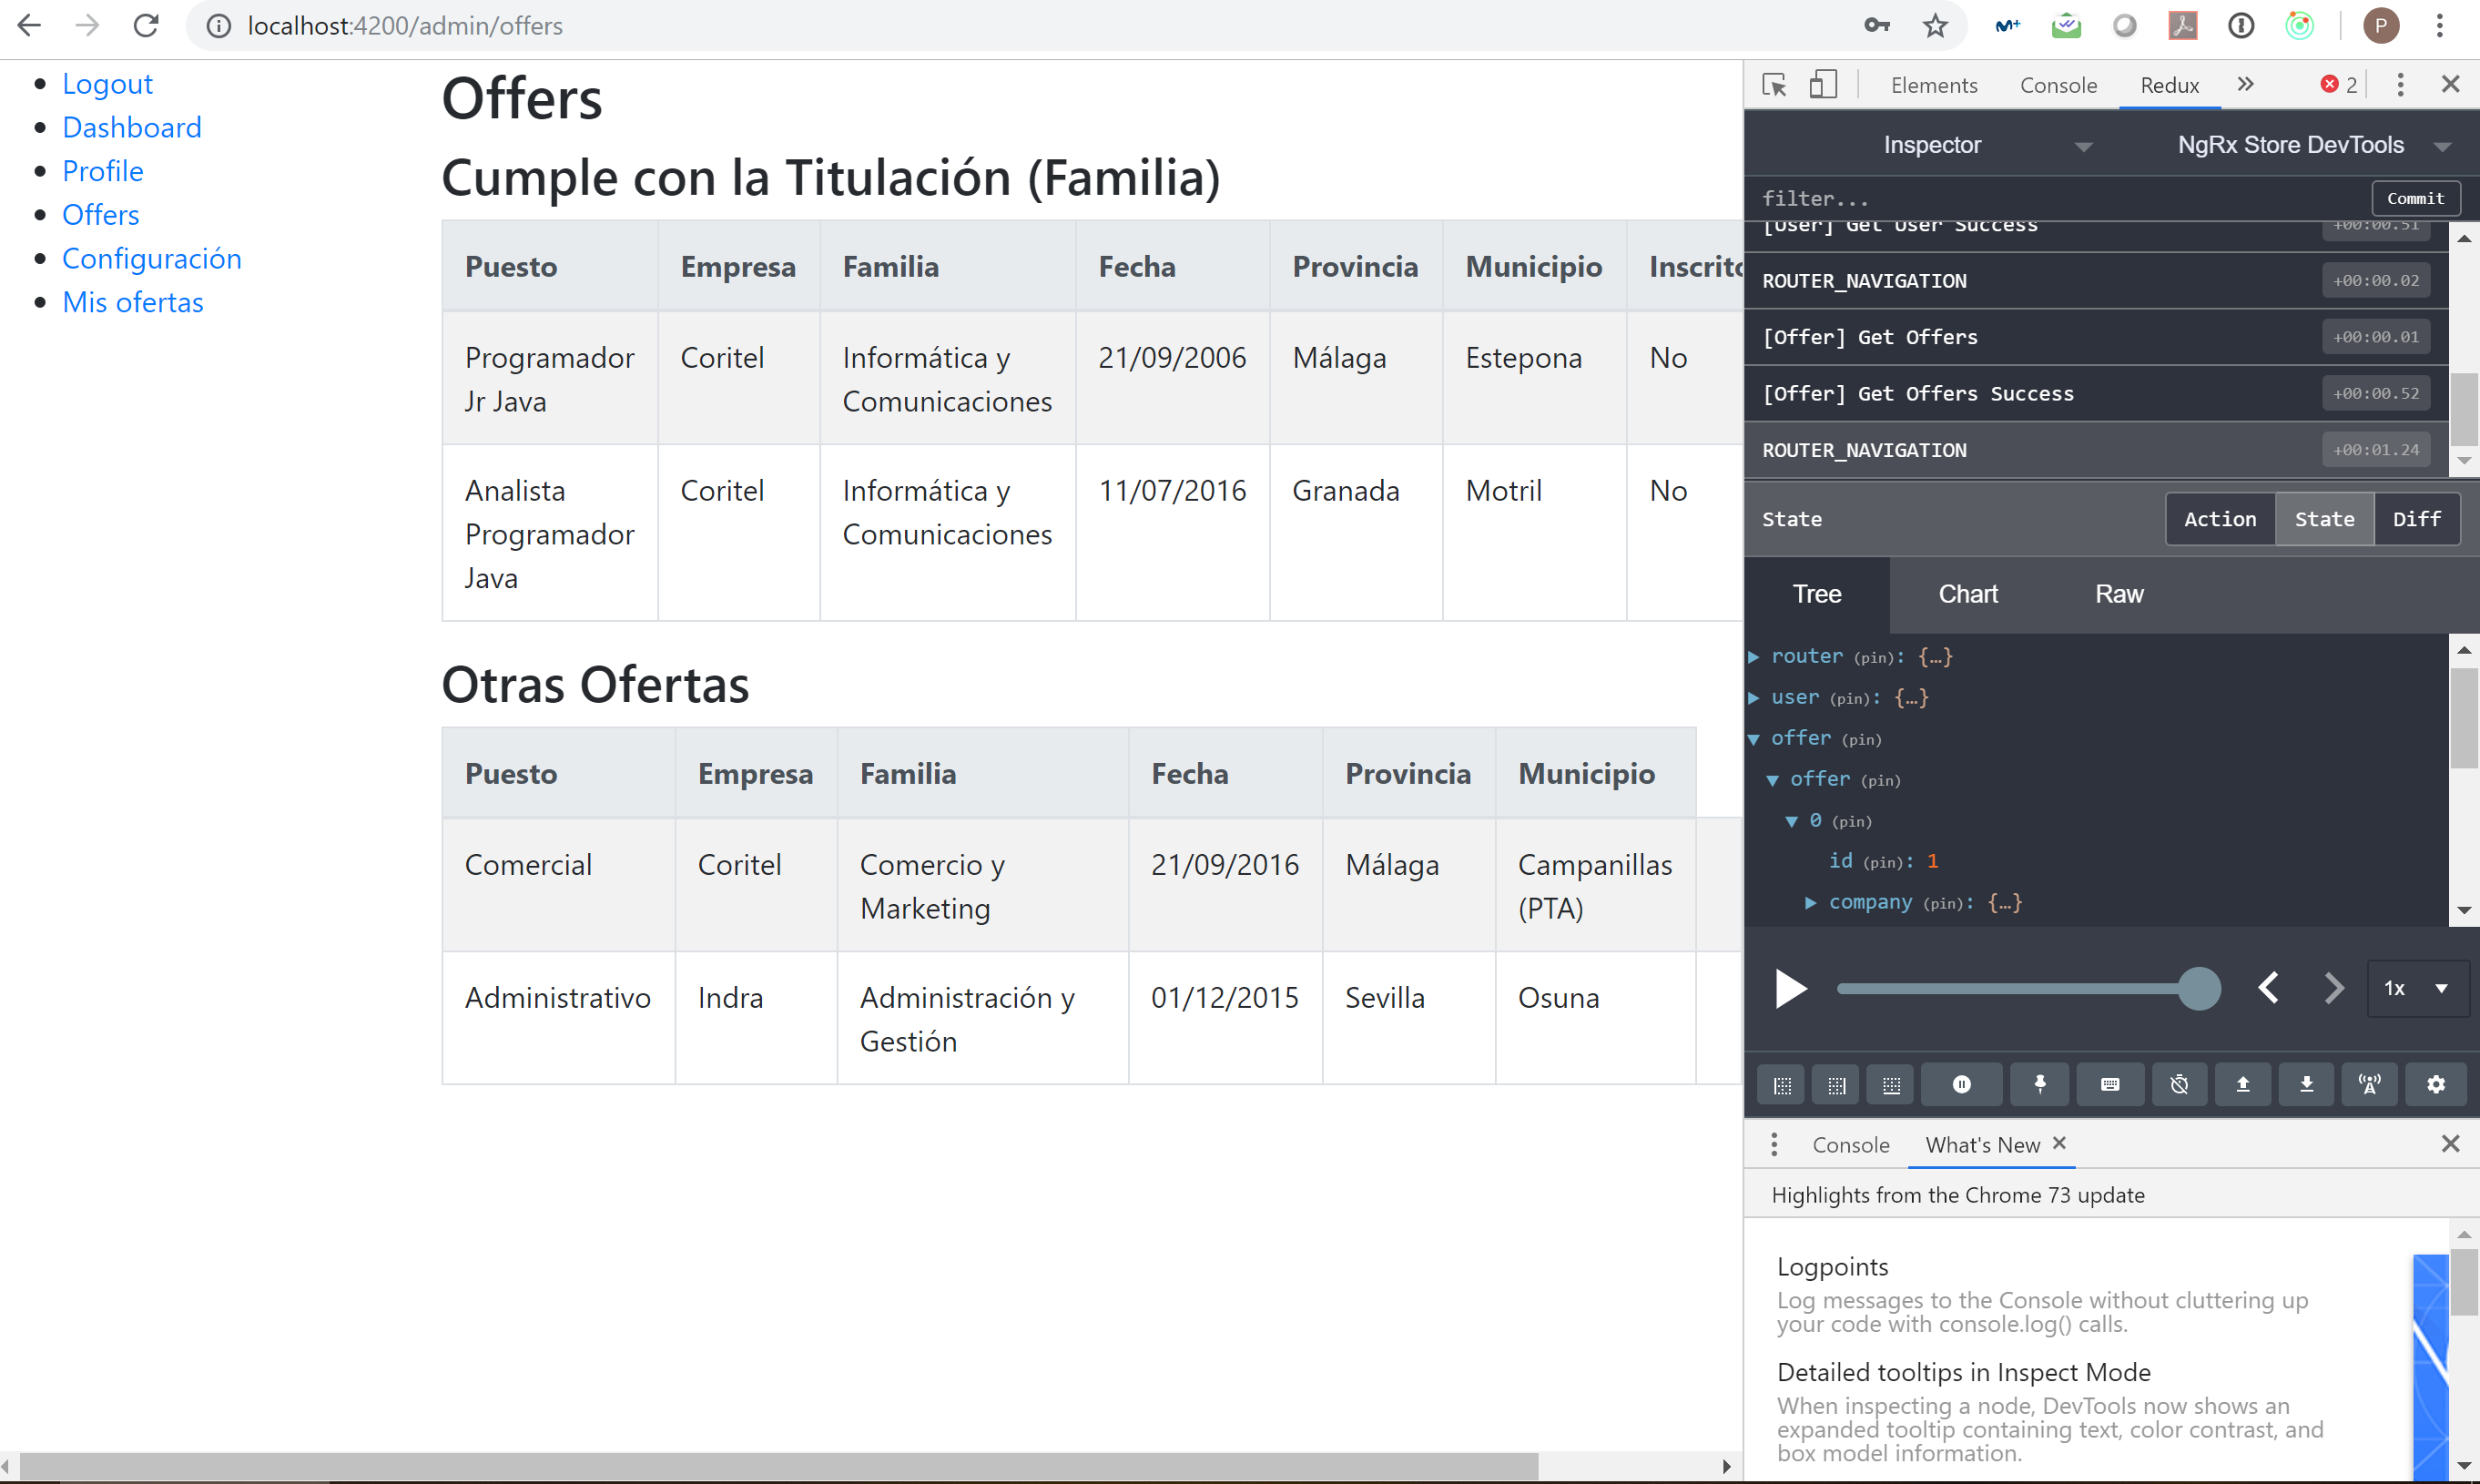 localhost:4200/admin/offers
P
Logout
Dashboard
Profile
Offers
Configuración
Mis ofertas
Offers
Cumple con la Titulación (Familia)
Puesto Empresa Familia Fecha Provincia Municipio Inscrito
Programador Coritel Informática y 21/09/2006 Málaga Estepona No
Jr Java Comunicaciones
Analista Coritel Informática y 11/07/2016 Granada Motril No
Programador Comunicaciones
Java
Otras Ofertas
Puesto Empresa Familia Fecha Provincia Municipio
Comercial Coritel Comercio y 21/09/2016 Málaga Campanillas
Marketing (PTA)
Administrativo Indra Administración y 01/12/2015 Sevilla Osuna
Gestión
Elements Console Redux 2
Inspector NgRx Store DevTools
filter... Commit
[User] Get User Success +00:00.51
ROUTER_NAVIGATION +00:00.02
[Offer] Get Offers +00:00.01
[Offer] Get Offers Success +00:00.52
ROUTER_NAVIGATION +00:01.24
State Action State Diff
Tree Chart Raw
router (pin): {…}
user (pin): {…}
offer (pin)
offer (pin)
0 (pin)
id (pin): 1
company (pin): {…}
1x
Console What's New
Highlights from the Chrome 73 update
Logpoints
Log messages to the Console without cluttering up
your code with console.log() calls.
Detailed tooltips in Inspect Mode
When inspecting a node, DevTools now shows an
expanded tooltip containing text, color contrast, and
box model information.